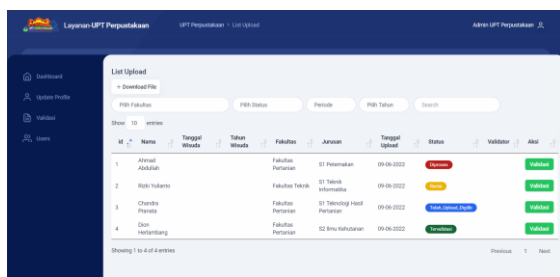 Layanan-UPT Perpustakaan
UPT Perpustakaan > List Upload
Admin UPT Perpustakaan
Dashboard
Update Profile
Validasi
Users
List Upload
+ Download File
Pilih Fakultas
Pilih Status
Periode
Pilih Tahun
Search
Show 10 entries
Id Nama Tanggal Wisuda Tahun Wisuda Fakultas Jurusan Tanggal Upload Status Validator Aksi
1 Ahmad Abdullah Fakultas Pertanian S1 Peternakan 09-06-2022 Diproses Validasi
2 Rizki Yulianto Fakultas Teknik S1 Teknik Informatika 09-06-2022 Validasi
3 Chandra Pranata Fakultas Pertanian S1 Teknologi Hasil Pertanian 09-06-2022 Telah_Upload_Digilib Validasi
4 Dion Herlambang Fakultas Pertanian S2 Ilmu Kehutanan 09-06-2022 Tervalidasi Validasi
Showing 1 to 4 of 4 entries
Previous 1 Next